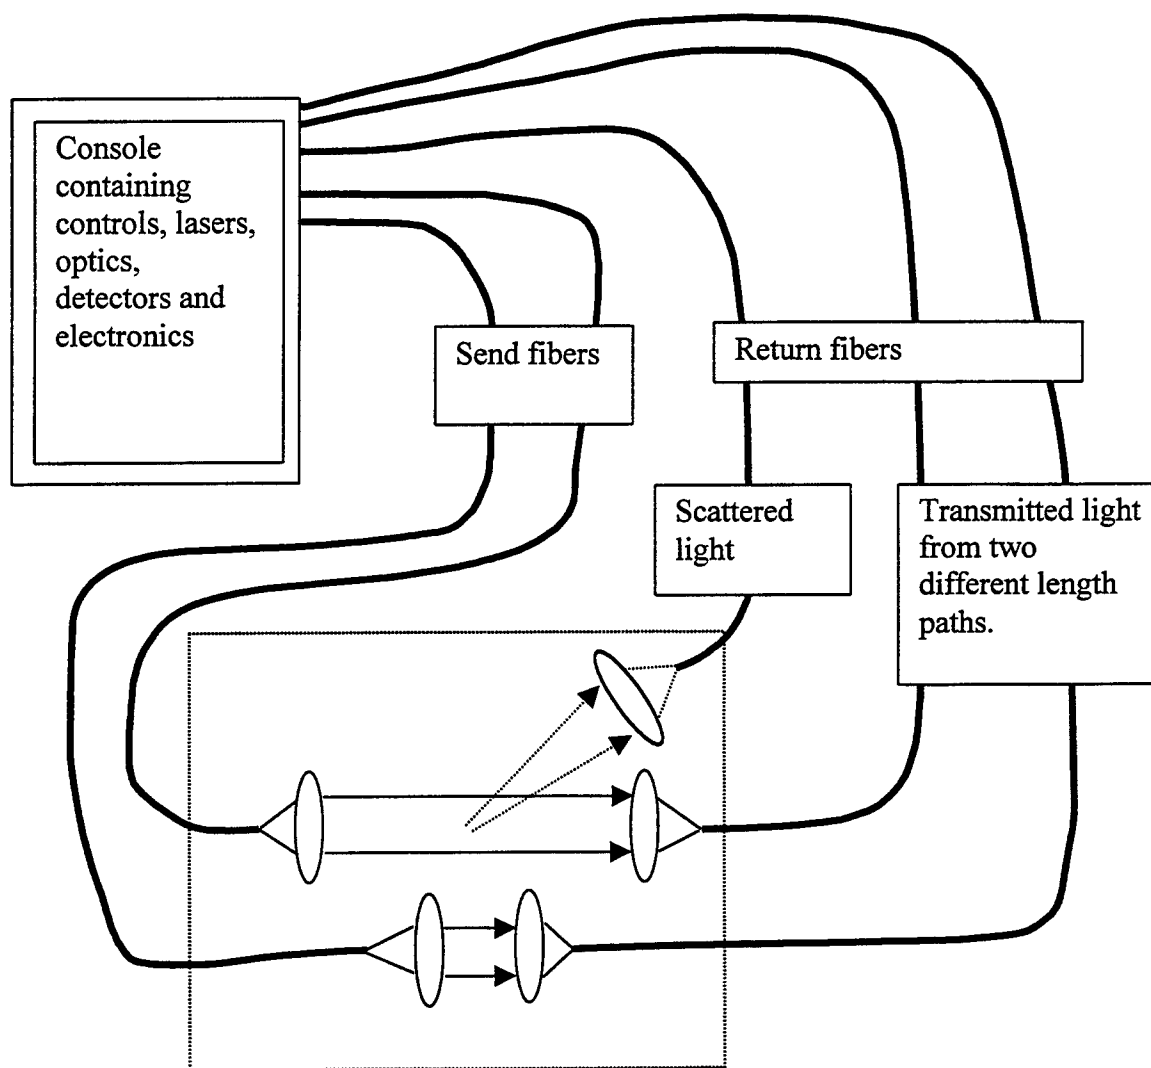 Console
containing
controls, lasers,
optics,
detectors and
electronics
Send fibers
Return fibers
Scattered
light
Transmitted light
from two
different length
paths.